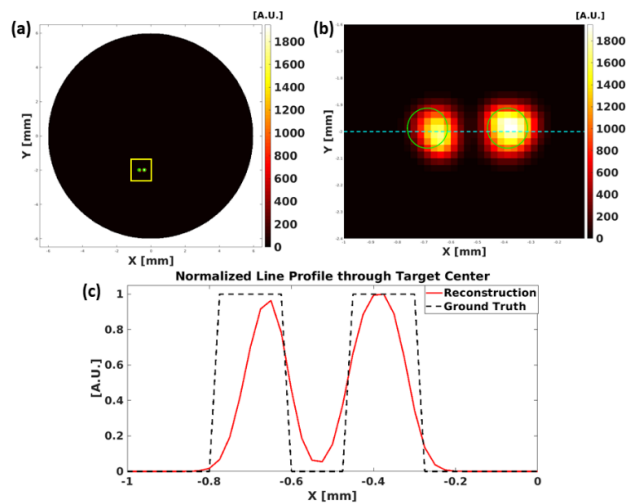 (a)
[A.U.]
1800
1600
1400
1200
1000
800
600
400
200
0
Y [mm]
X [mm]
(b)
[A.U.]
1800
1600
1400
1200
1000
800
600
400
200
0
Y [mm]
X [mm]
(c)
Normalized Line Profile through Target Center
Reconstruction
Ground Truth
[A.U.]
1
0.8
0.6
0.4
0.2
0
-1 -0.8 -0.6 -0.4 -0.2 0
X [mm]